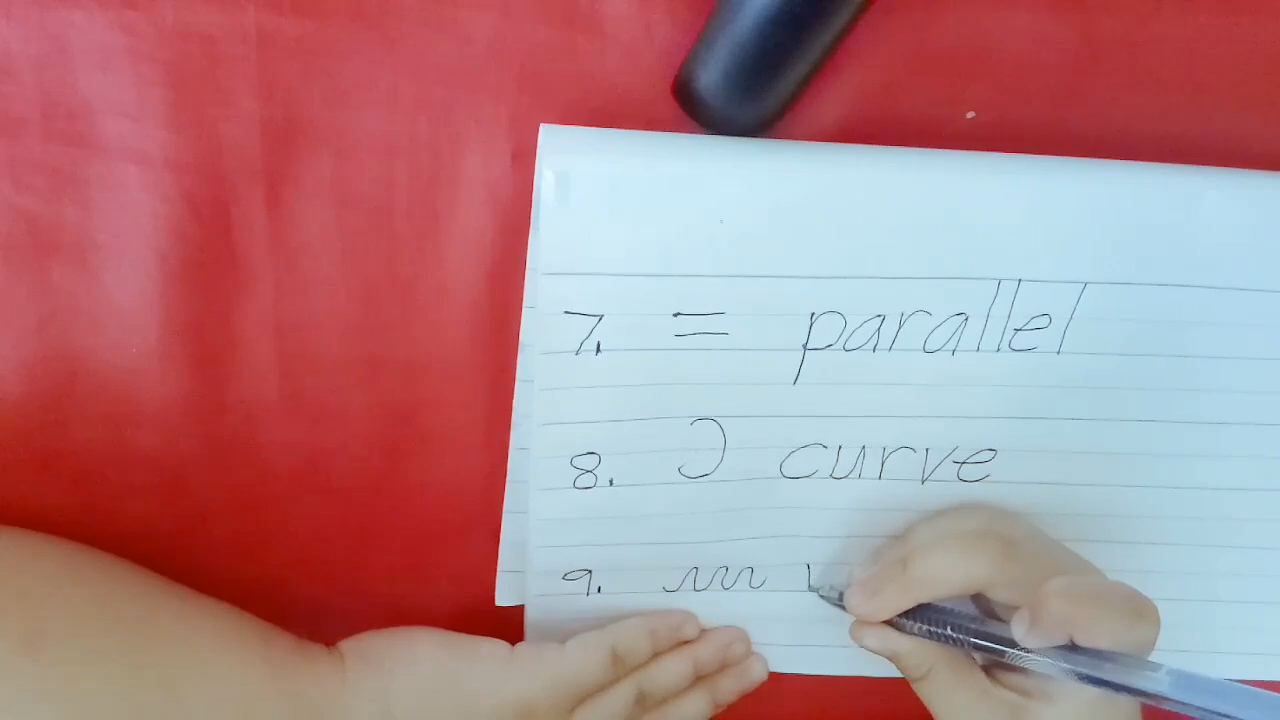 7. = parallel
8. curve
9.